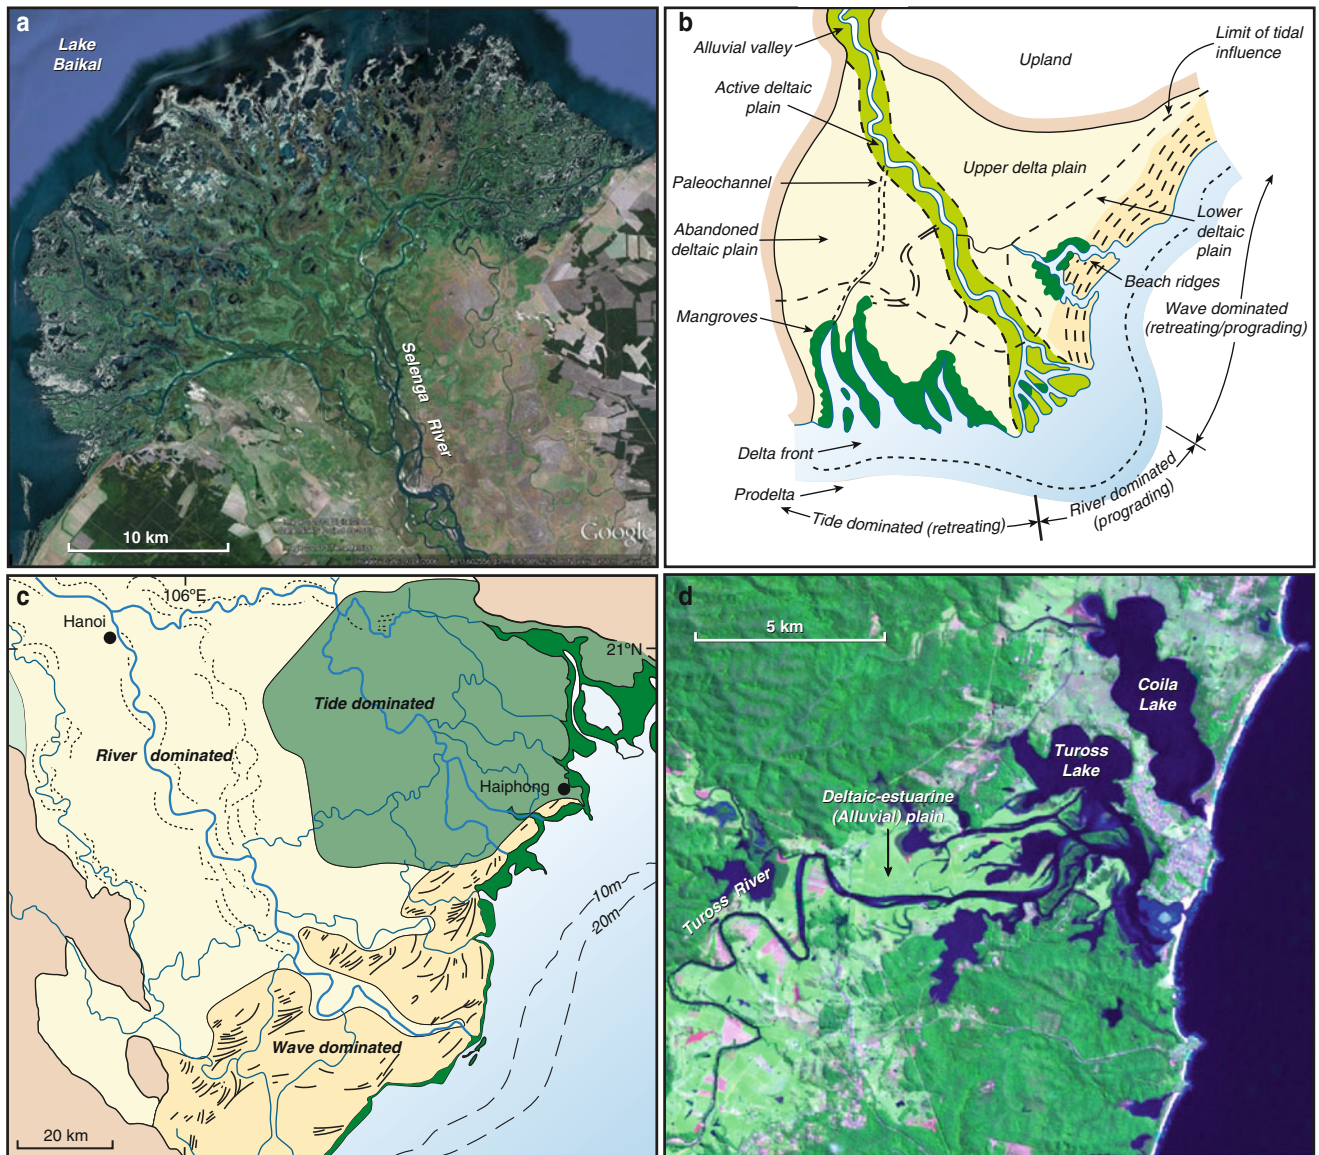 a
Lake
Baikal
Selenga River
10 km
Google
b
Alluvial valley
Active deltaic
plain
Paleochannel
Abandoned
deltaic plain
Mangroves
Delta front
Prodelta
Tide dominated (retreating)
River dominated
(prograding)
Upland
Limit of tidal
influence
Upper delta plain
Lower
deltaic
plain
Beach ridges
Wave dominated
(retreating/prograding)
c
106°E
Hanoi
21°N
Tide dominated
River dominated
Haiphong
10m
20m
Wave dominated
20 km
d
5 km
Coila
Lake
Tuross
Lake
Deltaic-estuarine
(Alluvial) plain
Tuross River